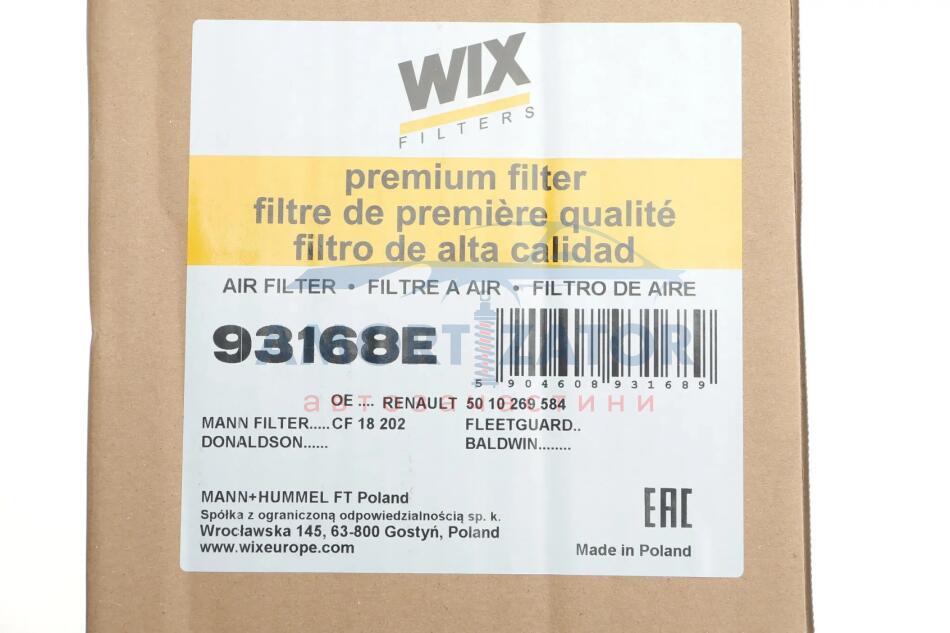 WIX
FILTERS
premium filter
filtre de première qualité
filtro de alta calidad
AIR FILTER • FILTRE A AIR • FILTRO DE AIRE
93168E
AMORTIZATOR
автозапчастини
5 904608 931689
OE .... RENAULT 50 10 269 584
MANN FILTER.....CF 18 202
FLEETGUARD..
DONALDSON......
BALDWIN........
MANN+HUMMEL FT Poland
Spółka z ograniczoną odpowiedzialnością sp. k.
Wrocławska 145, 63-800 Gostyń, Poland
www.wixeurope.com
EAC
Made in Poland